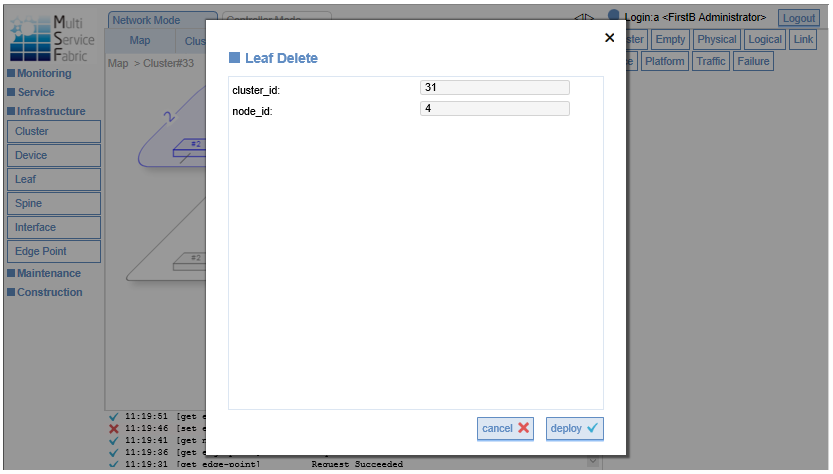 Multi
Service
Fabric
Network Mode
Controller Mode
Login:a <FirstB Administrator>
Logout
Map
Clus
ster
Empty
Physical
Logical
Link
Map > Cluster#33
e
Platform
Traffic
Failure
Monitoring
Service
Infrastructure
Cluster
Device
Leaf
Spine
Interface
Edge Point
Maintenance
Construction
2
#2
#2
Leaf Delete
cluster_id:
31
node_id:
4
cancel
deploy
11:19:51 [get e
11:19:46 [set e
11:19:41 [get n
11:19:36 [get e
11:19:31 [get edge-point] Request Succeeded